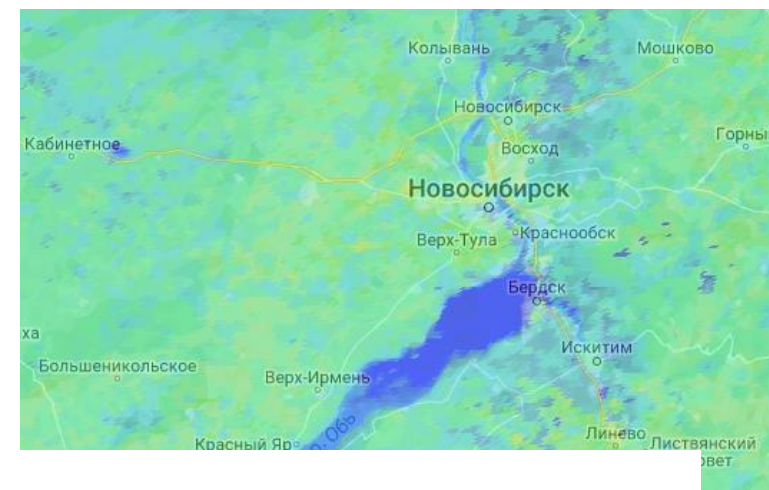 Колывань
Мошково
Новосибирск
Кабинетное
Восход
Горны
Новосибирск
Краснообск
Верх-Тула
Бердск
ха
Искитим
Большеникольское
Верх-Ирмень
р. Обь
Линево
Красный Яр
Листвянский
овет